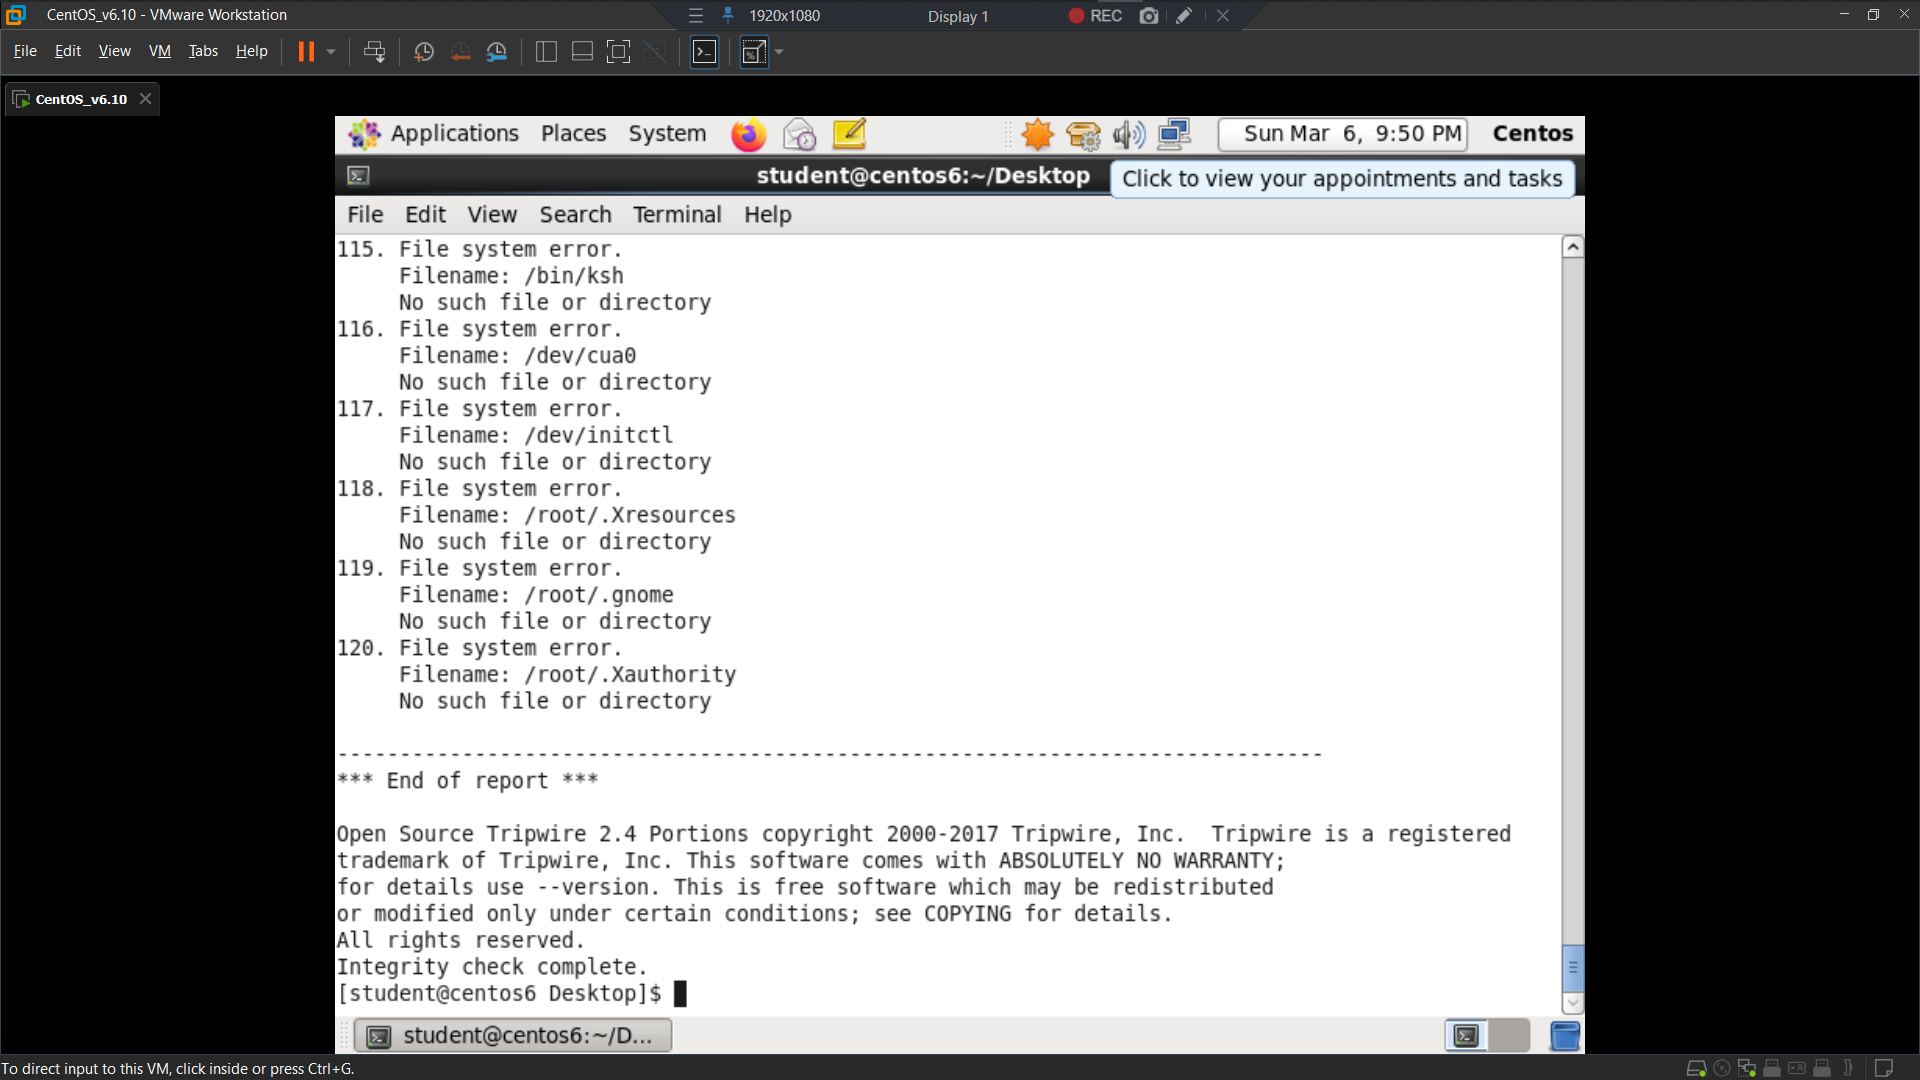 CentOS_v6.10 - VMware Workstation
1920x1080
Display 1
REC
File Edit View VM Tabs Help
CentOS_v6.10
Applications Places System
Sun Mar 6, 9:50 PM
Centos
student@centos6:~/Desktop
Click to view your appointments and tasks
File Edit View Search Terminal Help
115. File system error.
Filename: /bin/ksh
No such file or directory
116. File system error.
Filename: /dev/cua0
No such file or directory
117. File system error.
Filename: /dev/initctl
No such file or directory
118. File system error.
Filename: /root/.Xresources
No such file or directory
119. File system error.
Filename: /root/.gnome
No such file or directory
120. File system error.
Filename: /root/.Xauthority
No such file or directory
-------------------------------------------------------------------------------
*** End of report ***
Open Source Tripwire 2.4 Portions copyright 2000-2017 Tripwire, Inc.  Tripwire is a registered
trademark of Tripwire, Inc. This software comes with ABSOLUTELY NO WARRANTY;
for details use --version. This is free software which may be redistributed
or modified only under certain conditions; see COPYING for details.
All rights reserved.
Integrity check complete.
[student@centos6 Desktop]$
student@centos6:~/D...
To direct input to this VM, click inside or press Ctrl+G.